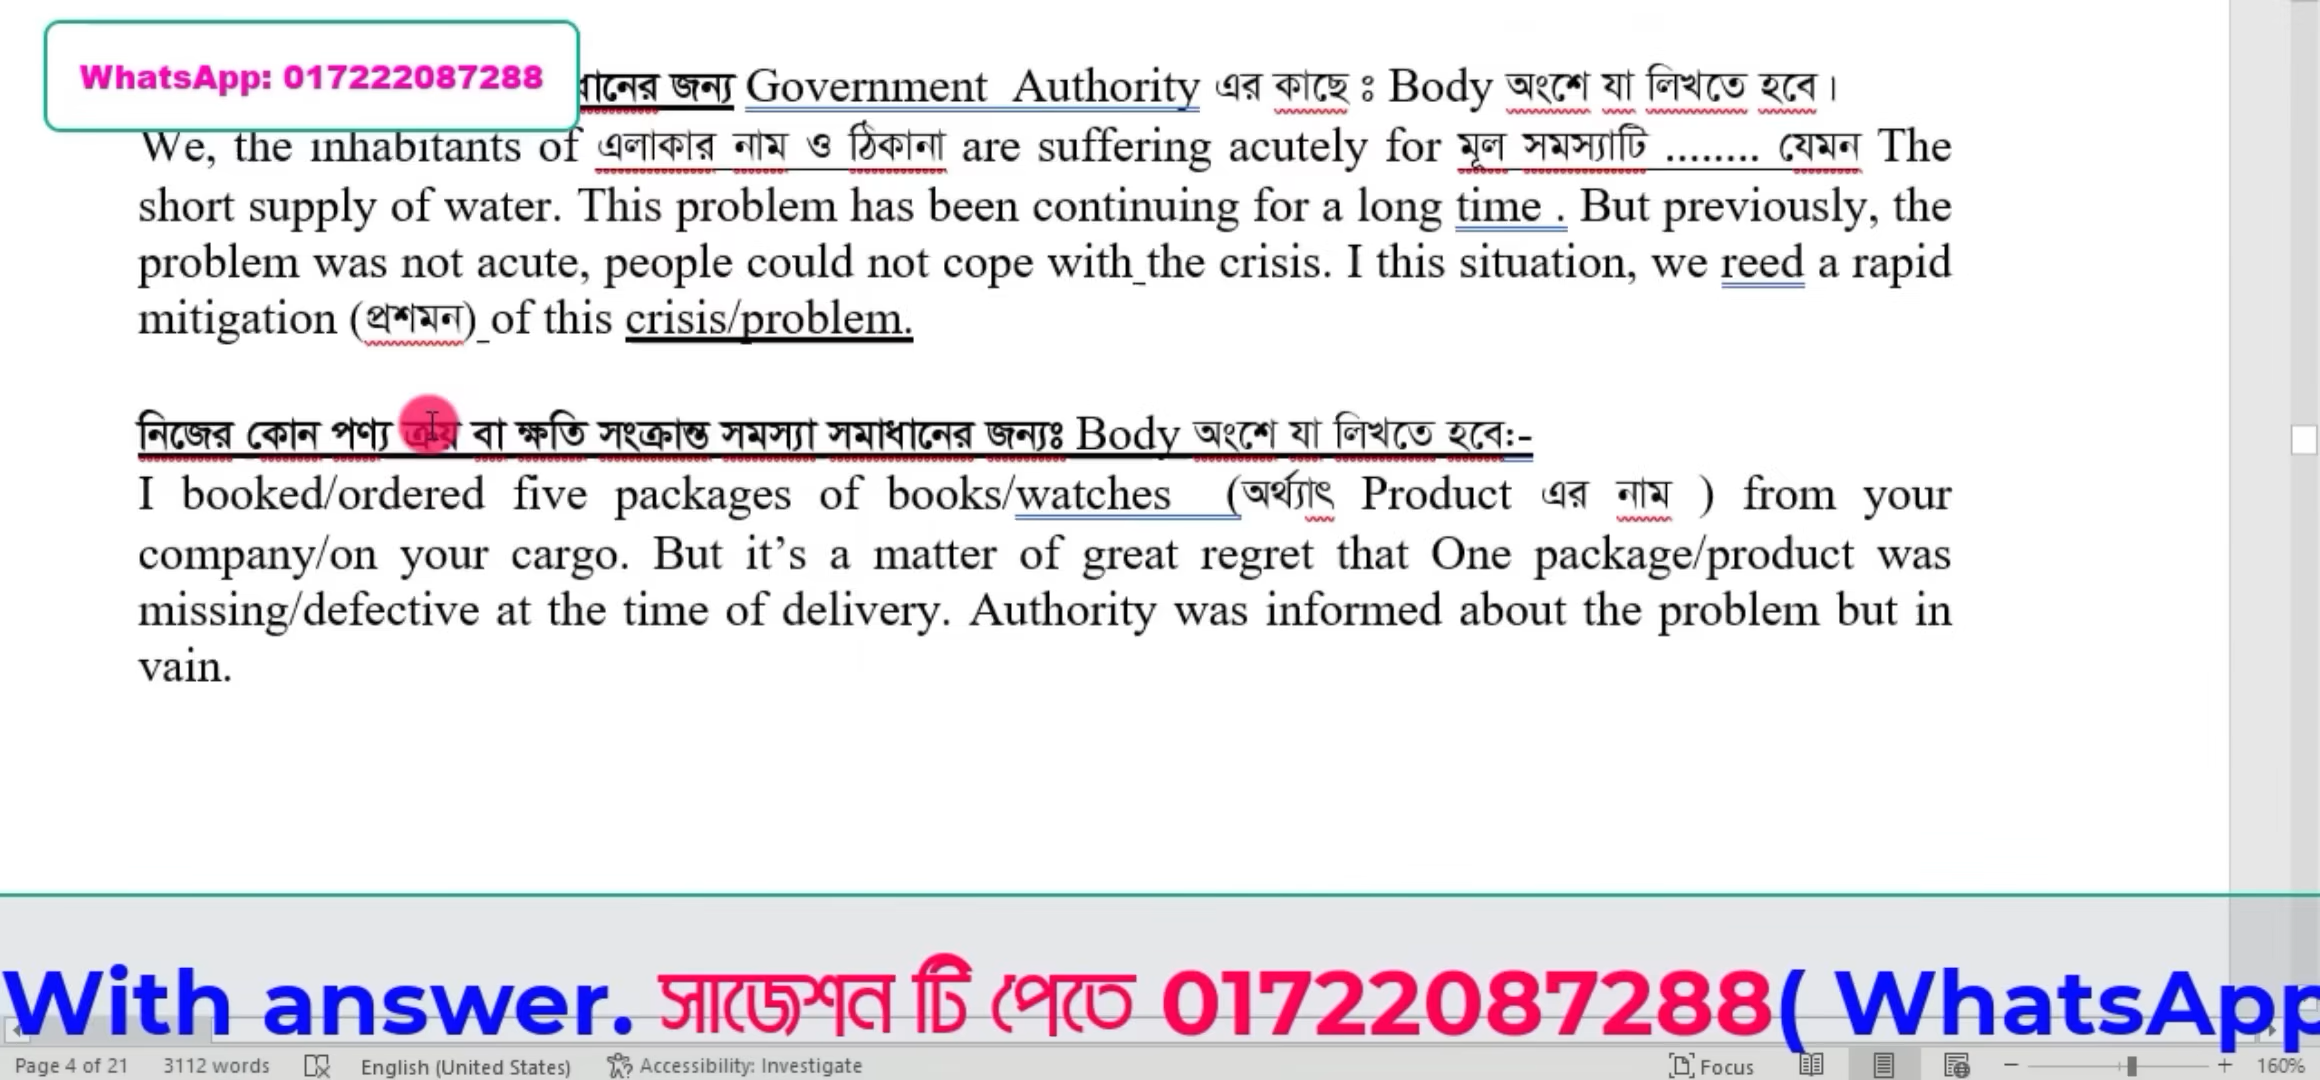 WhatsApp: 017222087288
জন্য Government Authority এর কাছে ঃ Body অংশে যা লিখতে হবে।
We, the inhabitants of এলাকার নাম ও ঠিকানা are suffering acutely for মূল সমস্যাটি ........ যেমন The
short supply of water. This problem has been continuing for a long time . But previously, the
problem was not acute, people could not cope with the crisis. I this situation, we reed a rapid
mitigation (প্রশমন) of this crisis/problem.
নিজের কোন পণ্য ক্রয় বা ক্ষতি সংক্রান্ত সমস্যা সমাধানের জন্যঃ Body অংশে যা লিখতে হবে:-
I booked/ordered five packages of books/watches (অর্থ্যাৎ Product এর নাম ) from your
company/on your cargo. But it’s a matter of great regret that One package/product was
missing/defective at the time of delivery. Authority was informed about the problem but in
vain.
With answer. সাজেশন টি পেতে 01722087288( WhatsApp
Page 4 of 21 3112 words English (United States) Accessibility: Investigate Focus 160%